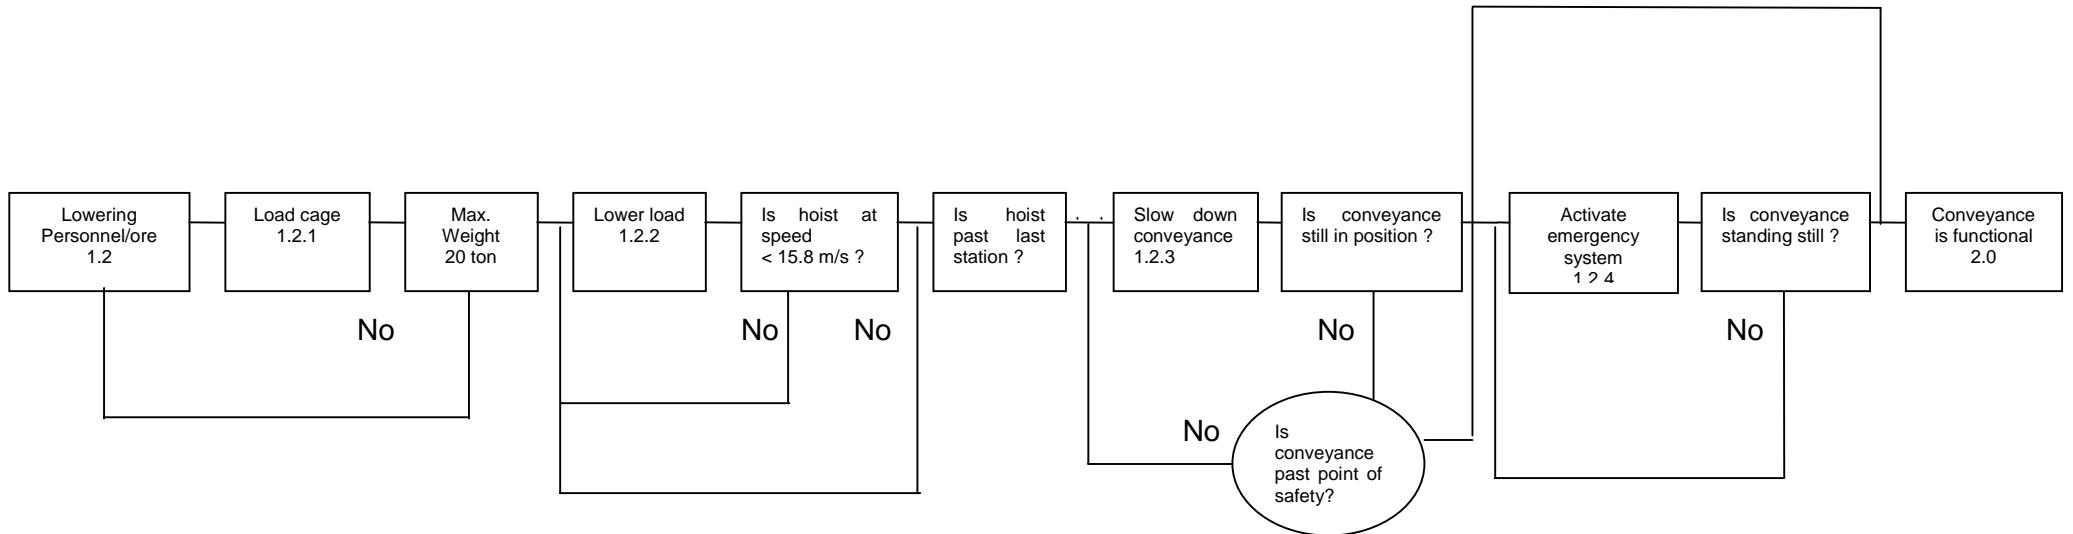 Lowering
Personnel/ore
1.2
Load cage
1.2.1
Max.
Weight
20 ton
Lower load
1.2.2
Is hoist at
speed
< 15.8 m/s ?
Is hoist
past last
station ?
Slow down
conveyance
1.2.3
Is conveyance
still in position ?
Activate
emergency
system
1.2.4
Is conveyance
standing still ?
Conveyance
is functional
2.0
No
No
No
No
No
No
Is
conveyance
past point of
safety?